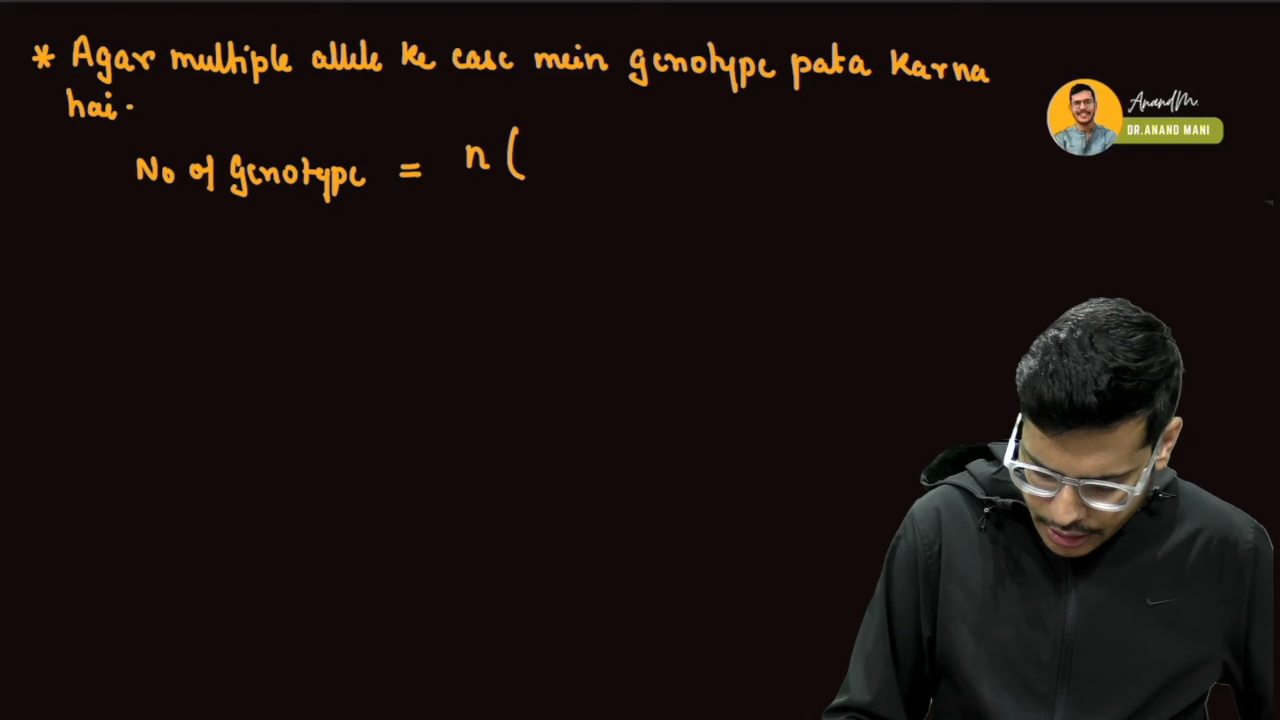 * Agar multiple allele ke case mein genotype pata karna
hai.
No of Genotype = n (
AnandM.
DR.ANAND MANI